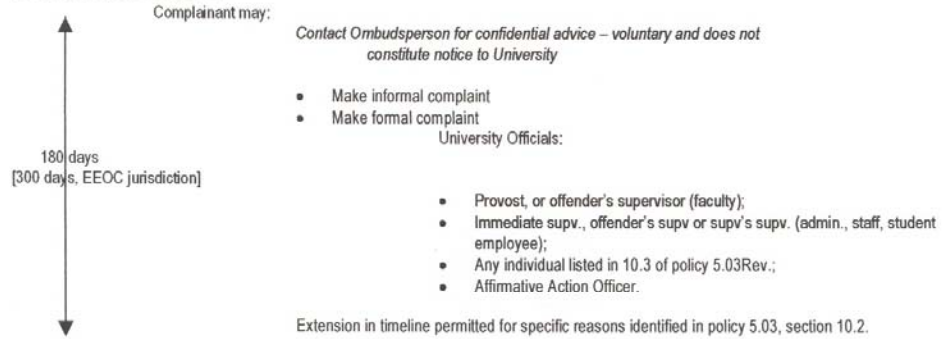 Complainant may:
Contact Ombudsperson for confidential advice – voluntary and does not
constitute notice to University
• Make informal complaint
• Make formal complaint
University Officials:
180 days
[300 days, EEOC jurisdiction]
• Provost, or offender's supervisor (faculty);
• Immediate supv., offender's supv or supv's supv. (admin., staff, student
employee);
• Any individual listed in 10.3 of policy 5.03Rev.;
• Affirmative Action Officer.
Extension in timeline permitted for specific reasons identified in policy 5.03, section 10.2.